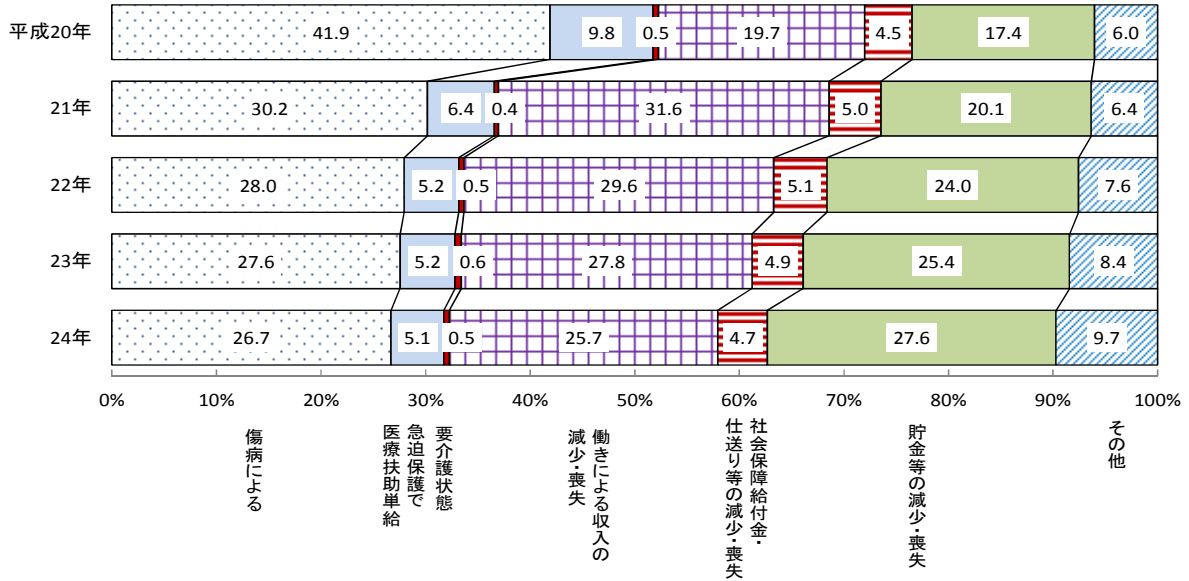 平成20年 41.9 9.8 0.5 19.7 4.5 17.4 6.0
21年 30.2 6.4 0.4 31.6 5.0 20.1 6.4
22年 28.0 5.2 0.5 29.6 5.1 24.0 7.6
23年 27.6 5.2 0.6 27.8 4.9 25.4 8.4
24年 26.7 5.1 0.5 25.7 4.7 27.6 9.7
0% 10% 20% 30% 40% 50% 60% 70% 80% 90% 100%
傷病による
急迫保護で
医療扶助単給
要介護状態
働きによる収入の
減少・喪失
社会保障給付金・
仕送り等の減少・喪失
貯金等の減少・喪失
その他